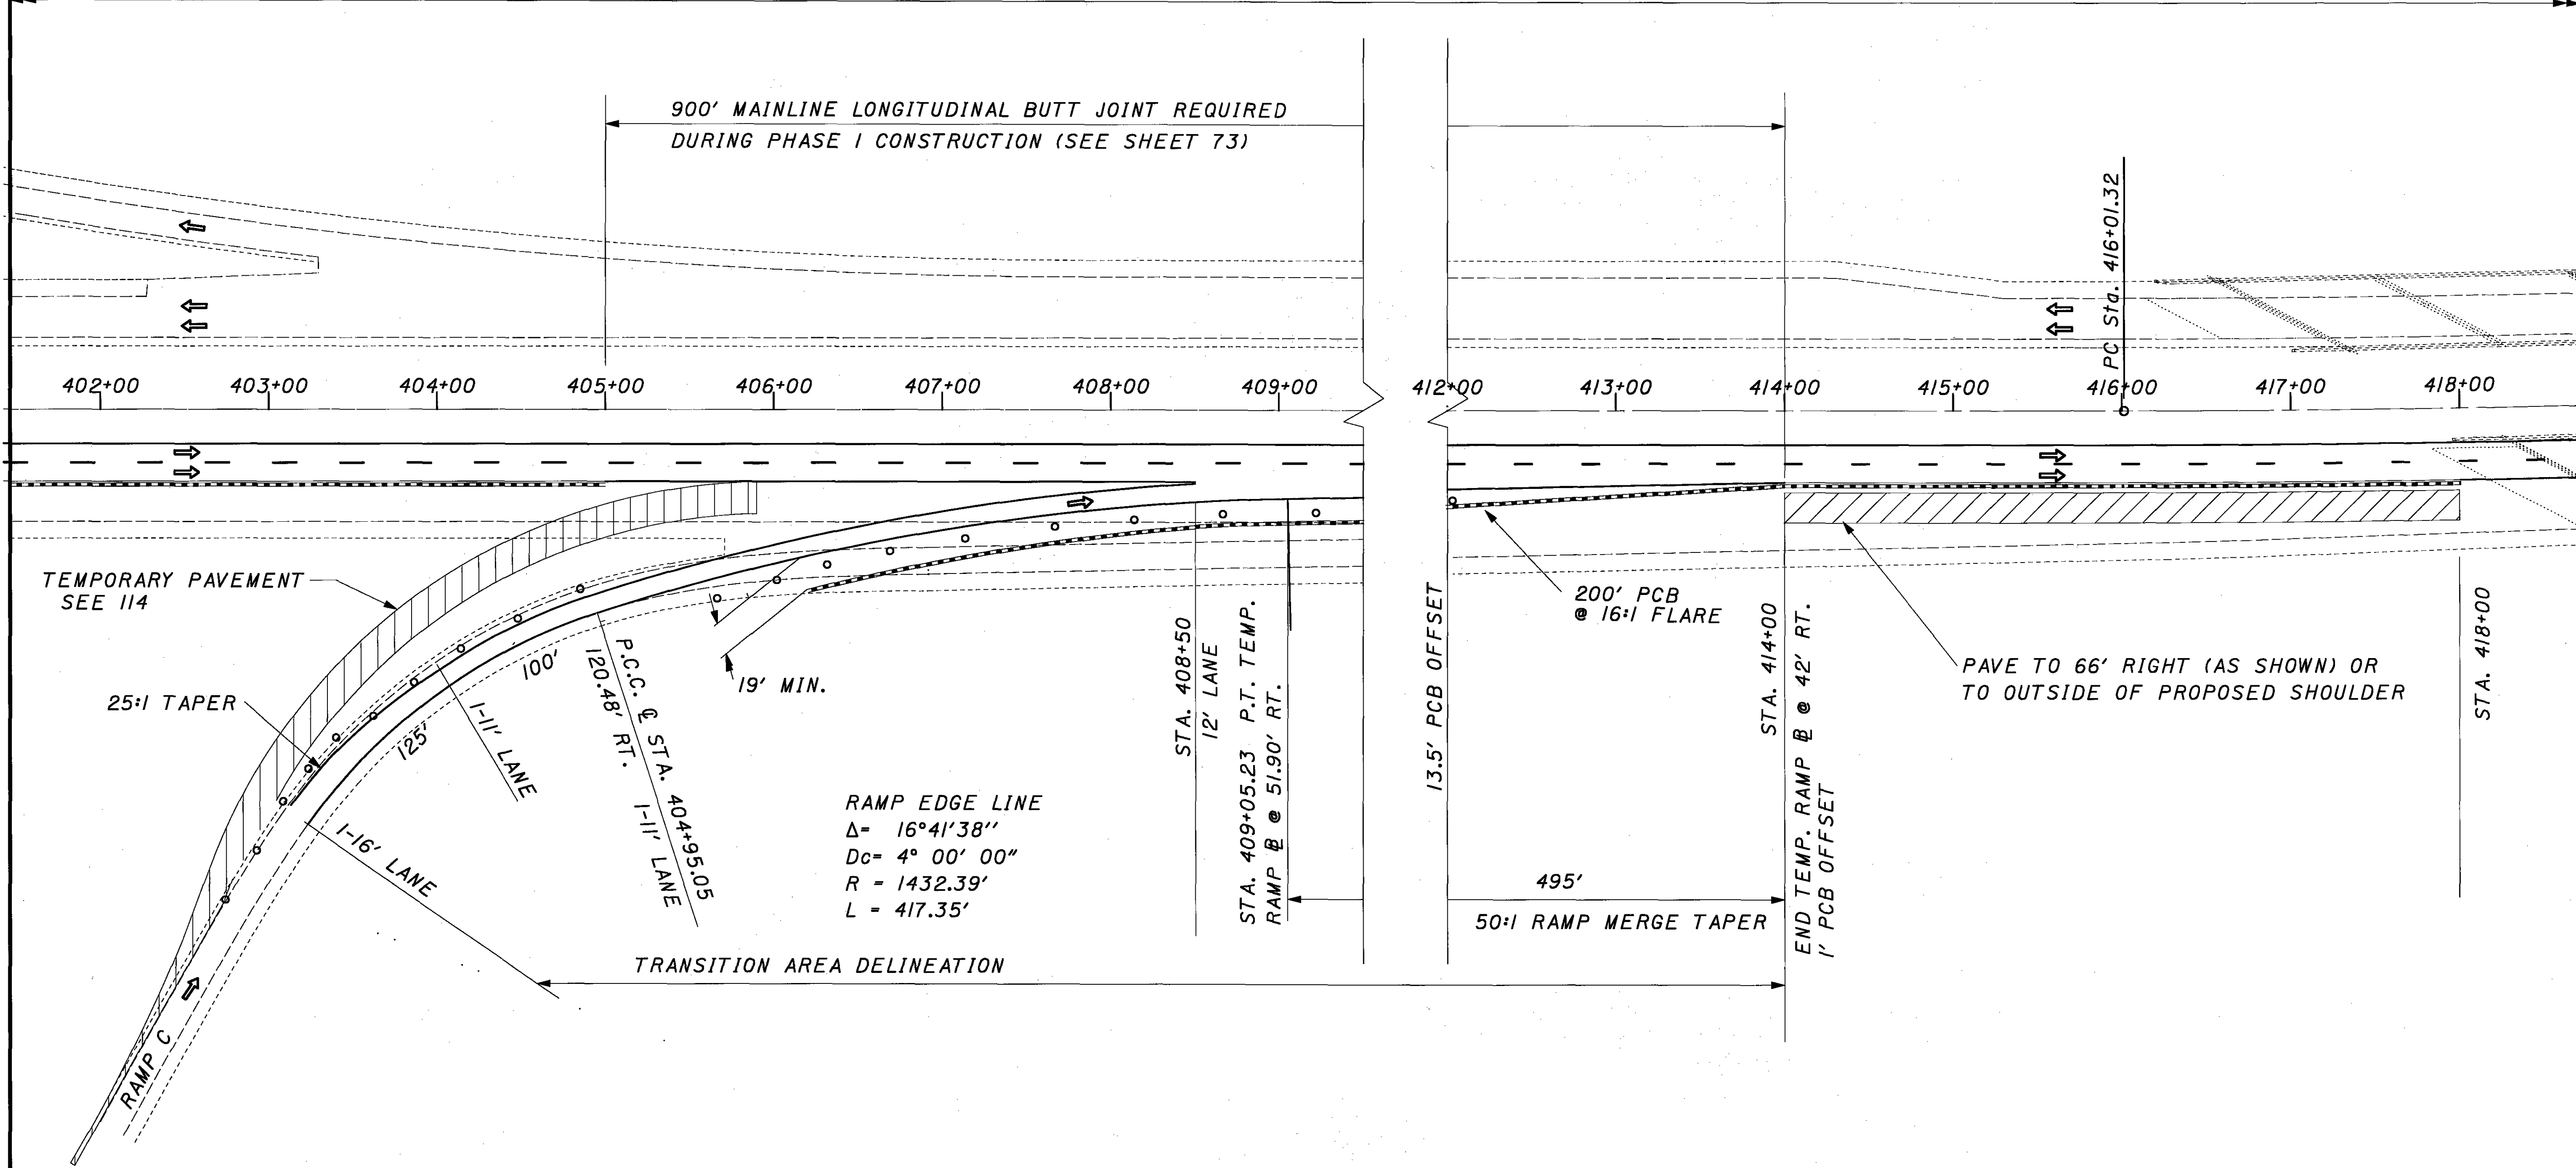 900' MAINLINE LONGITUDINAL BUTT JOINT REQUIRED
DURING PHASE 1 CONSTRUCTION (SEE SHEET 73)
PC Sta. 416+01.32
402+00 403+00 404+00 405+00 406+00 407+00 408+00 409+00 412+00 413+00 414+00 415+00 416+00 417+00 418+00
TEMPORARY PAVEMENT
SEE 114
25:1 TAPER
125'
100'
1-11' LANE
1-16' LANE
P.C.C. ℄ STA. 404+95.05
120.48' RT.
1-11' LANE
19' MIN.
RAMP EDGE LINE
Δ= 16°41'38''
Dc= 4° 00' 00"
R = 1432.39'
L = 417.35'
STA. 408+50
12' LANE
STA. 409+05.23 P.T. TEMP.
RAMP ⅊ @ 51.90' RT.
13.5' PCB OFFSET
200' PCB
@ 16:1 FLARE
STA. 414+00
END TEMP. RAMP ⅊ @ 42' RT.
1' PCB OFFSET
PAVE TO 66' RIGHT (AS SHOWN) OR
TO OUTSIDE OF PROPOSED SHOULDER
STA. 418+00
495'
50:1 RAMP MERGE TAPER
TRANSITION AREA DELINEATION
RAMP C